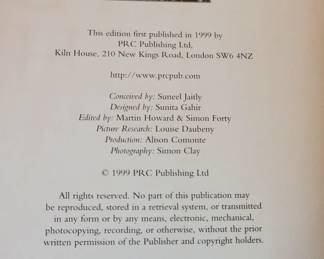 This edition first published in 1999 by
PRC Publishing Ltd,
Kiln House, 210 New Kings Road, London SW6 4NZ
http://www.prcpub.com
Conceived by: Suneel Jaitly
Designed by: Sunita Gahir
Edited by: Martin Howard & Simon Forty
Picture Research: Louise Daubeny
Production: Alison Comonte
Photography: Simon Clay
© 1999 PRC Publishing Ltd
All rights reserved. No part of this publication may
be reproduced, stored in a retrieval system, or transmitted
in any form or by any means, electronic, mechanical,
photocopying, recording, or otherwise, without the prior
written permission of the Publisher and copyright holders.